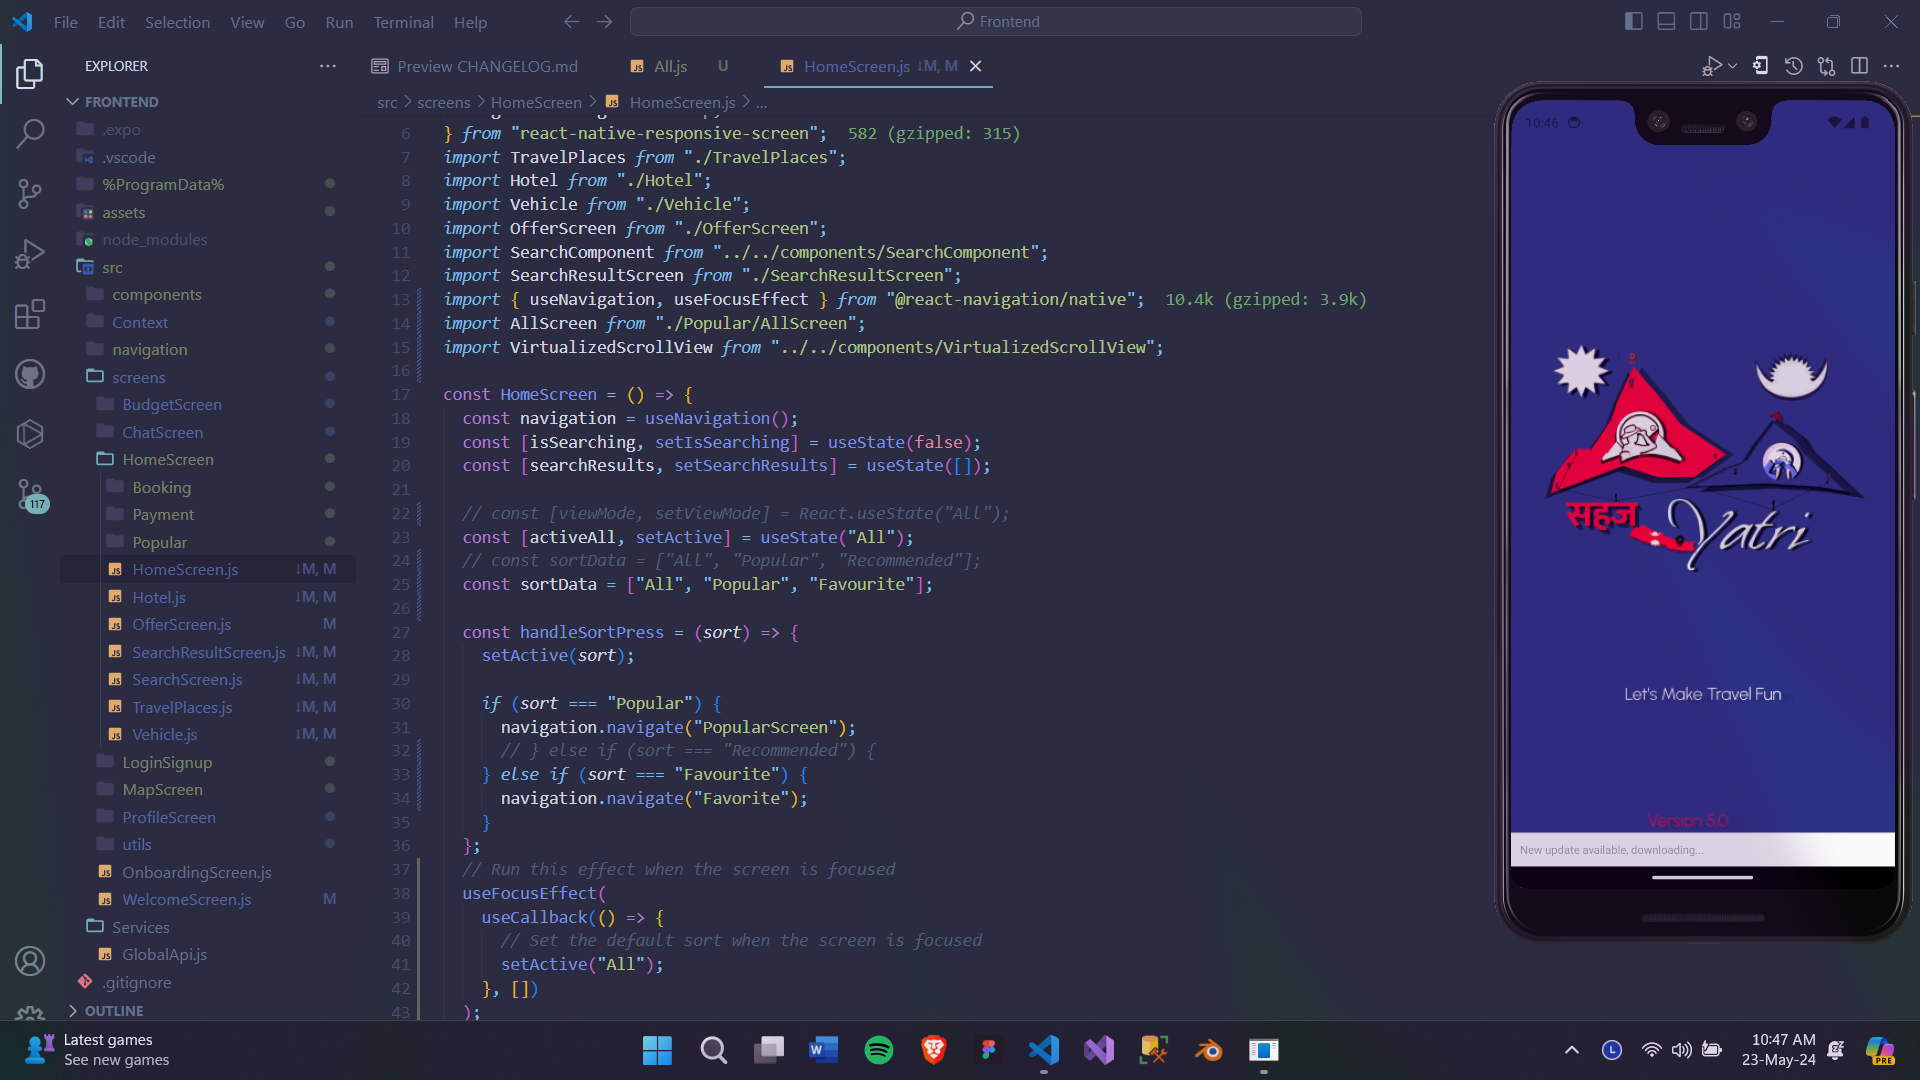 File Edit Selection View Go Run Terminal Help
Frontend
EXPLORER
FRONTEND
.expo
.vscode
%ProgramData%
assets
node_modules
src
components
Context
navigation
screens
BudgetScreen
ChatScreen
HomeScreen
Booking
Payment
Popular
HomeScreen.js ↓M, M
Hotel.js ↓M, M
OfferScreen.js M
SearchResultScreen.js ↓M, M
SearchScreen.js ↓M, M
TravelPlaces.js ↓M, M
Vehicle.js ↓M, M
LoginSignup
MapScreen
ProfileScreen
utils
OnboardingScreen.js
WelcomeScreen.js M
Services
GlobalApi.js
.gitignore
OUTLINE
117
Preview CHANGELOG.md
All.js U
HomeScreen.js ↓M, M
src > screens > HomeScreen > JS HomeScreen.js > ...
6 } from "react-native-responsive-screen"; 582 (gzipped: 315)
7 import TravelPlaces from "./TravelPlaces";
8 import Hotel from "./Hotel";
9 import Vehicle from "./Vehicle";
10 import OfferScreen from "./OfferScreen";
11 import SearchComponent from "../../components/SearchComponent";
12 import SearchResultScreen from "./SearchResultScreen";
13 import { useNavigation, useFocusEffect } from "@react-navigation/native"; 10.4k (gzipped: 3.9k)
14 import AllScreen from "./Popular/AllScreen";
15 import VirtualizedScrollView from "../../components/VirtualizedScrollView";
16
17 const HomeScreen = () => {
18 const navigation = useNavigation();
19 const [isSearching, setIsSearching] = useState(false);
20 const [searchResults, setSearchResults] = useState([]);
21
22 // const [viewMode, setViewMode] = React.useState("All");
23 const [activeAll, setActive] = useState("All");
24 // const sortData = ["All", "Popular", "Recommended"];
25 const sortData = ["All", "Popular", "Favourite"];
26
27 const handleSortPress = (sort) => {
28 setActive(sort);
29
30 if (sort === "Popular") {
31 navigation.navigate("PopularScreen");
32 // } else if (sort === "Recommended") {
33 } else if (sort === "Favourite") {
34 navigation.navigate("Favorite");
35 }
36 };
37 // Run this effect when the screen is focused
38 useFocusEffect(
39 useCallback(() => {
40 // Set the default sort when the screen is focused
41 setActive("All");
42 }, [])
43 );
10:46
सहज
Yatri
Let's Make Travel Fun
Version 5.0
New update available, downloading...
Latest games
See new games
10:47 AM
23-May-24
PRE